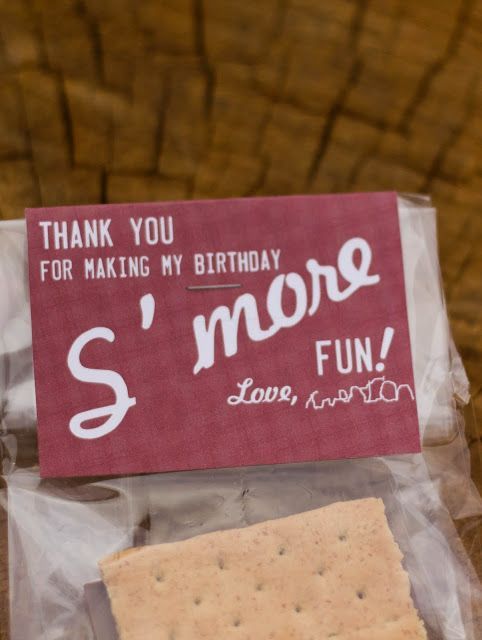 THANK YOU
FOR MAKING MY BIRTHDAY
S'more
FUN!
Love,